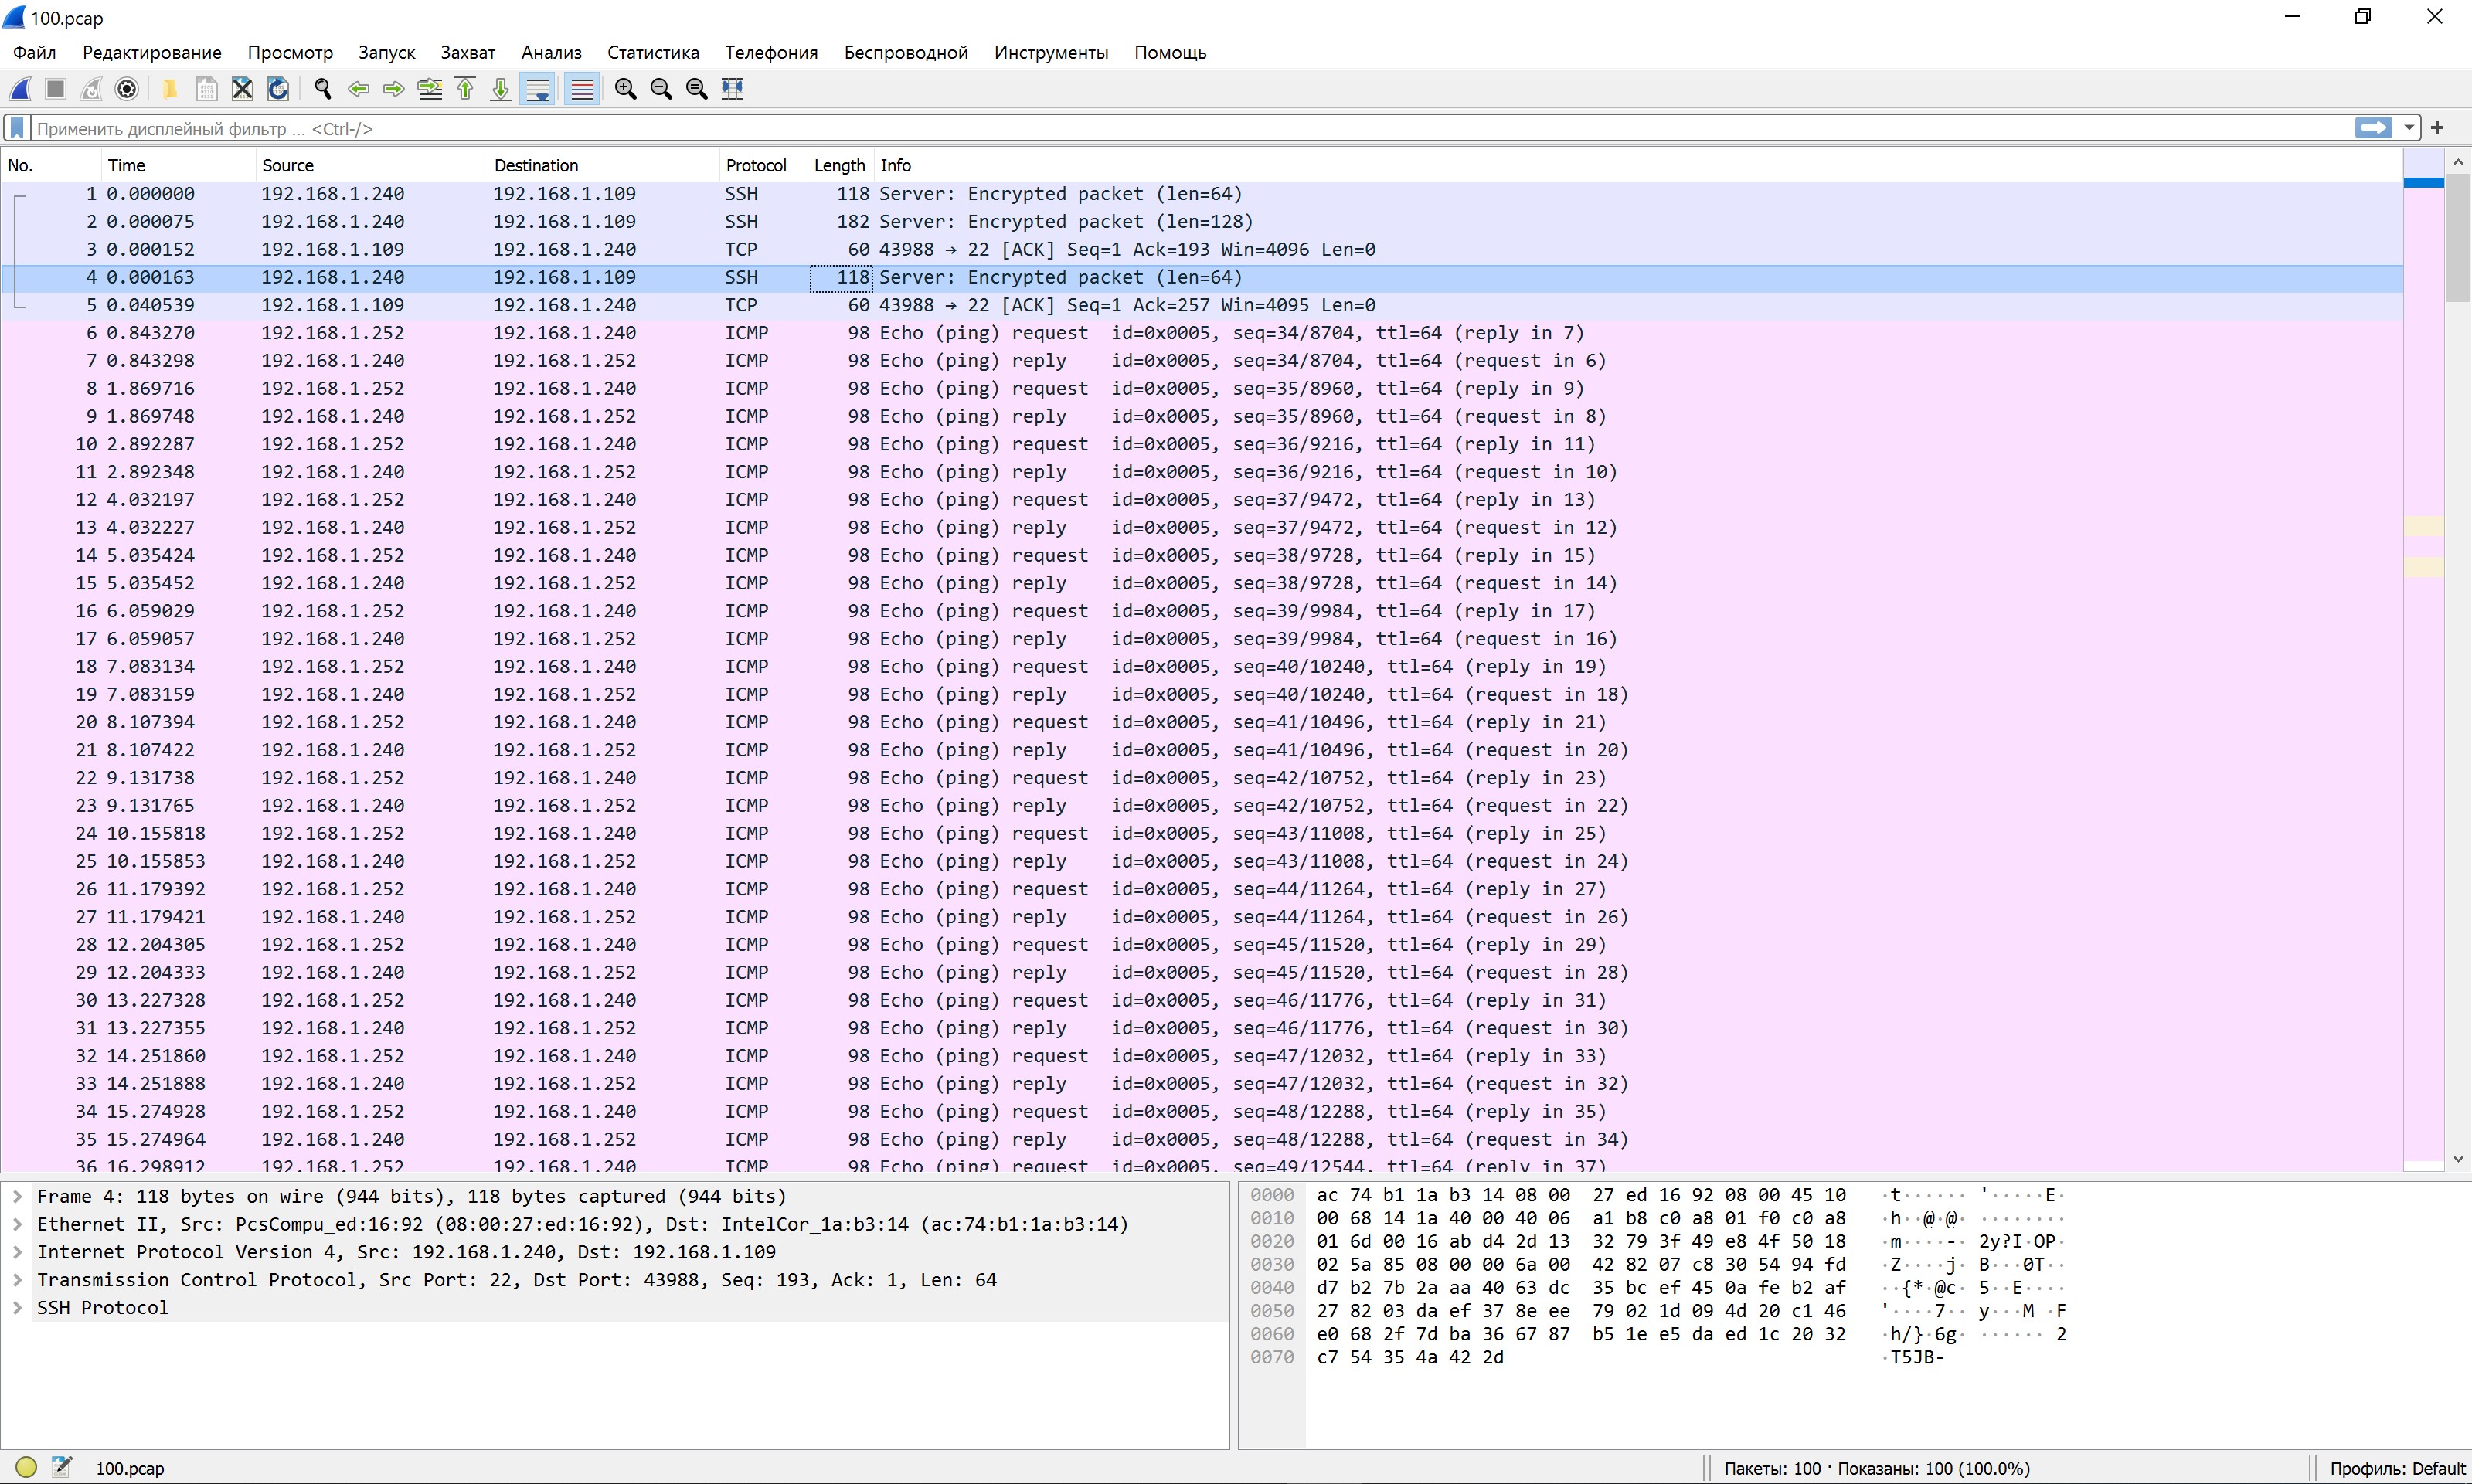 100.pcap
Файл Редактирование Просмотр Запуск Захват Анализ Статистика Телефония Беспроводной Инструменты Помощь
Применить дисплейный фильтр ... <Ctrl-/>
No. Time Source Destination Protocol Length Info
1 0.000000 192.168.1.240 192.168.1.109 SSH 118 Server: Encrypted packet (len=64)
2 0.000075 192.168.1.240 192.168.1.109 SSH 182 Server: Encrypted packet (len=128)
3 0.000152 192.168.1.109 192.168.1.240 TCP 60 43988 → 22 [ACK] Seq=1 Ack=193 Win=4096 Len=0
4 0.000163 192.168.1.240 192.168.1.109 SSH 118 Server: Encrypted packet (len=64)
5 0.040539 192.168.1.109 192.168.1.240 TCP 60 43988 → 22 [ACK] Seq=1 Ack=257 Win=4095 Len=0
6 0.843270 192.168.1.252 192.168.1.240 ICMP 98 Echo (ping) request id=0x0005, seq=34/8704, ttl=64 (reply in 7)
7 0.843298 192.168.1.240 192.168.1.252 ICMP 98 Echo (ping) reply id=0x0005, seq=34/8704, ttl=64 (request in 6)
8 1.869716 192.168.1.252 192.168.1.240 ICMP 98 Echo (ping) request id=0x0005, seq=35/8960, ttl=64 (reply in 9)
9 1.869748 192.168.1.240 192.168.1.252 ICMP 98 Echo (ping) reply id=0x0005, seq=35/8960, ttl=64 (request in 8)
10 2.892287 192.168.1.252 192.168.1.240 ICMP 98 Echo (ping) request id=0x0005, seq=36/9216, ttl=64 (reply in 11)
11 2.892348 192.168.1.240 192.168.1.252 ICMP 98 Echo (ping) reply id=0x0005, seq=36/9216, ttl=64 (request in 10)
12 4.032197 192.168.1.252 192.168.1.240 ICMP 98 Echo (ping) request id=0x0005, seq=37/9472, ttl=64 (reply in 13)
13 4.032227 192.168.1.240 192.168.1.252 ICMP 98 Echo (ping) reply id=0x0005, seq=37/9472, ttl=64 (request in 12)
14 5.035424 192.168.1.252 192.168.1.240 ICMP 98 Echo (ping) request id=0x0005, seq=38/9728, ttl=64 (reply in 15)
15 5.035452 192.168.1.240 192.168.1.252 ICMP 98 Echo (ping) reply id=0x0005, seq=38/9728, ttl=64 (request in 14)
16 6.059029 192.168.1.252 192.168.1.240 ICMP 98 Echo (ping) request id=0x0005, seq=39/9984, ttl=64 (reply in 17)
17 6.059057 192.168.1.240 192.168.1.252 ICMP 98 Echo (ping) reply id=0x0005, seq=39/9984, ttl=64 (request in 16)
18 7.083134 192.168.1.252 192.168.1.240 ICMP 98 Echo (ping) request id=0x0005, seq=40/10240, ttl=64 (reply in 19)
19 7.083159 192.168.1.240 192.168.1.252 ICMP 98 Echo (ping) reply id=0x0005, seq=40/10240, ttl=64 (request in 18)
20 8.107394 192.168.1.252 192.168.1.240 ICMP 98 Echo (ping) request id=0x0005, seq=41/10496, ttl=64 (reply in 21)
21 8.107422 192.168.1.240 192.168.1.252 ICMP 98 Echo (ping) reply id=0x0005, seq=41/10496, ttl=64 (request in 20)
22 9.131738 192.168.1.252 192.168.1.240 ICMP 98 Echo (ping) request id=0x0005, seq=42/10752, ttl=64 (reply in 23)
23 9.131765 192.168.1.240 192.168.1.252 ICMP 98 Echo (ping) reply id=0x0005, seq=42/10752, ttl=64 (request in 22)
24 10.155818 192.168.1.252 192.168.1.240 ICMP 98 Echo (ping) request id=0x0005, seq=43/11008, ttl=64 (reply in 25)
25 10.155853 192.168.1.240 192.168.1.252 ICMP 98 Echo (ping) reply id=0x0005, seq=43/11008, ttl=64 (request in 24)
26 11.179392 192.168.1.252 192.168.1.240 ICMP 98 Echo (ping) request id=0x0005, seq=44/11264, ttl=64 (reply in 27)
27 11.179421 192.168.1.240 192.168.1.252 ICMP 98 Echo (ping) reply id=0x0005, seq=44/11264, ttl=64 (request in 26)
28 12.204305 192.168.1.252 192.168.1.240 ICMP 98 Echo (ping) request id=0x0005, seq=45/11520, ttl=64 (reply in 29)
29 12.204333 192.168.1.240 192.168.1.252 ICMP 98 Echo (ping) reply id=0x0005, seq=45/11520, ttl=64 (request in 28)
30 13.227328 192.168.1.252 192.168.1.240 ICMP 98 Echo (ping) request id=0x0005, seq=46/11776, ttl=64 (reply in 31)
31 13.227355 192.168.1.240 192.168.1.252 ICMP 98 Echo (ping) reply id=0x0005, seq=46/11776, ttl=64 (request in 30)
32 14.251860 192.168.1.252 192.168.1.240 ICMP 98 Echo (ping) request id=0x0005, seq=47/12032, ttl=64 (reply in 33)
33 14.251888 192.168.1.240 192.168.1.252 ICMP 98 Echo (ping) reply id=0x0005, seq=47/12032, ttl=64 (request in 32)
34 15.274928 192.168.1.252 192.168.1.240 ICMP 98 Echo (ping) request id=0x0005, seq=48/12288, ttl=64 (reply in 35)
35 15.274964 192.168.1.240 192.168.1.252 ICMP 98 Echo (ping) reply id=0x0005, seq=48/12288, ttl=64 (request in 34)
36 16.298912 192.168.1.252 192.168.1.240 ICMP 98 Echo (ping) request id=0x0005, seq=49/12544, ttl=64 (reply in 37)
Frame 4: 118 bytes on wire (944 bits), 118 bytes captured (944 bits)
Ethernet II, Src: PcsCompu_ed:16:92 (08:00:27:ed:16:92), Dst: IntelCor_1a:b3:14 (ac:74:b1:1a:b3:14)
Internet Protocol Version 4, Src: 192.168.1.240, Dst: 192.168.1.109
Transmission Control Protocol, Src Port: 22, Dst Port: 43988, Seq: 193, Ack: 1, Len: 64
SSH Protocol
0000 ac 74 b1 1a b3 14 08 00 27 ed 16 92 08 00 45 10 ·t······ '·····E·
0010 00 68 14 1a 40 00 40 06 a1 b8 c0 a8 01 f0 c0 a8 ·h··@·@· ········
0020 01 6d 00 16 ab d4 2d 13 32 79 3f 49 e8 4f 50 18 ·m····-· 2y?I·OP·
0030 02 5a 85 08 00 00 6a 00 42 82 07 c8 30 54 94 fd ·Z····j· B···0T··
0040 d7 b2 7b 2a aa 40 63 dc 35 bc ef 45 0a fe b2 af ··{*·@c· 5··E····
0050 27 82 03 da ef 37 8e ee 79 02 1d 09 4d 20 c1 46 '····7·· y···M ·F
0060 e0 68 2f 7d ba 36 67 87 b5 1e e5 da ed 1c 20 32 ·h/}·6g· ······ 2
0070 c7 54 35 4a 42 2d ·T5JB-
100.pcap
Пакеты: 100 · Показаны: 100 (100.0%)
Профиль: Default